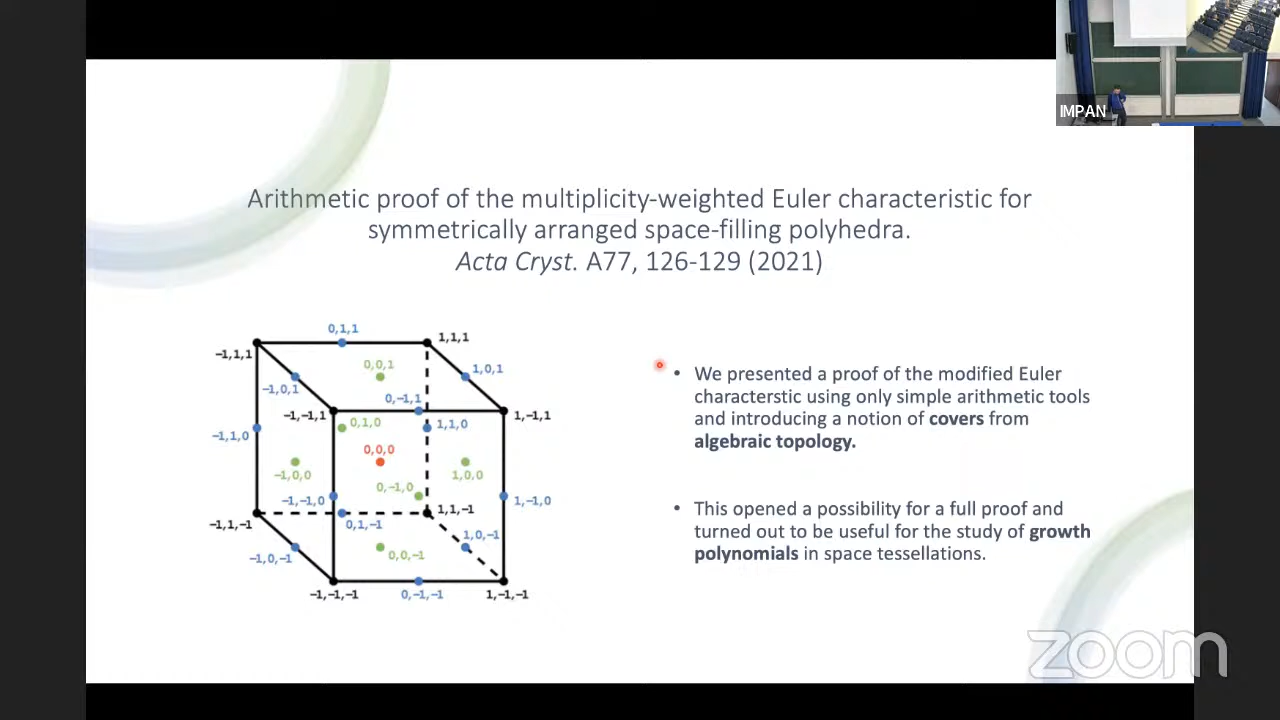 IMPAN
Arithmetic proof of the multiplicity-weighted Euler characteristic for
symmetrically arranged space-filling polyhedra.
Acta Cryst. A77, 126-129 (2021)
0,1,1
1,1,1
−1,1,1
0,0,1
1,0,1
−1,0,1
0,−1,1
−1,−1,1
1,−1,1
0,1,0
1,1,0
−1,1,0
0,0,0
−1,0,0
1,0,0
0,−1,0
−1,−1,0
1,−1,0
1,1,−1
−1,1,−1
0,1,−1
1,0,−1
−1,0,−1
0,0,−1
−1,−1,−1
0,−1,−1
1,−1,−1
• We presented a proof of the modified Euler
characterstic using only simple arithmetic tools
and introducing a notion of covers from
algebraic topology.
• This opened a possibility for a full proof and
turned out to be useful for the study of growth
polynomials in space tessellations.
zoom